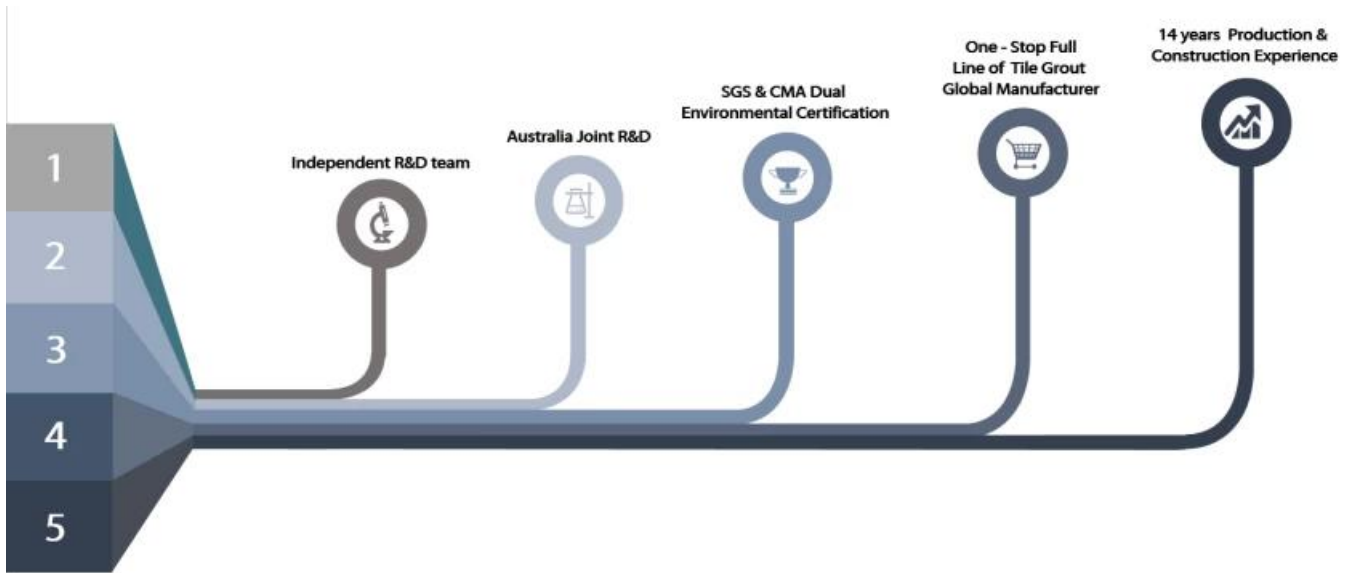 1
2
3
4
5
Independent R&D team
Australia Joint R&D
SGS & CMA Dual
Environmental Certification
One - Stop Full
Line of Tile Grout
Global Manufacturer
14 years Production &
Construction Experience